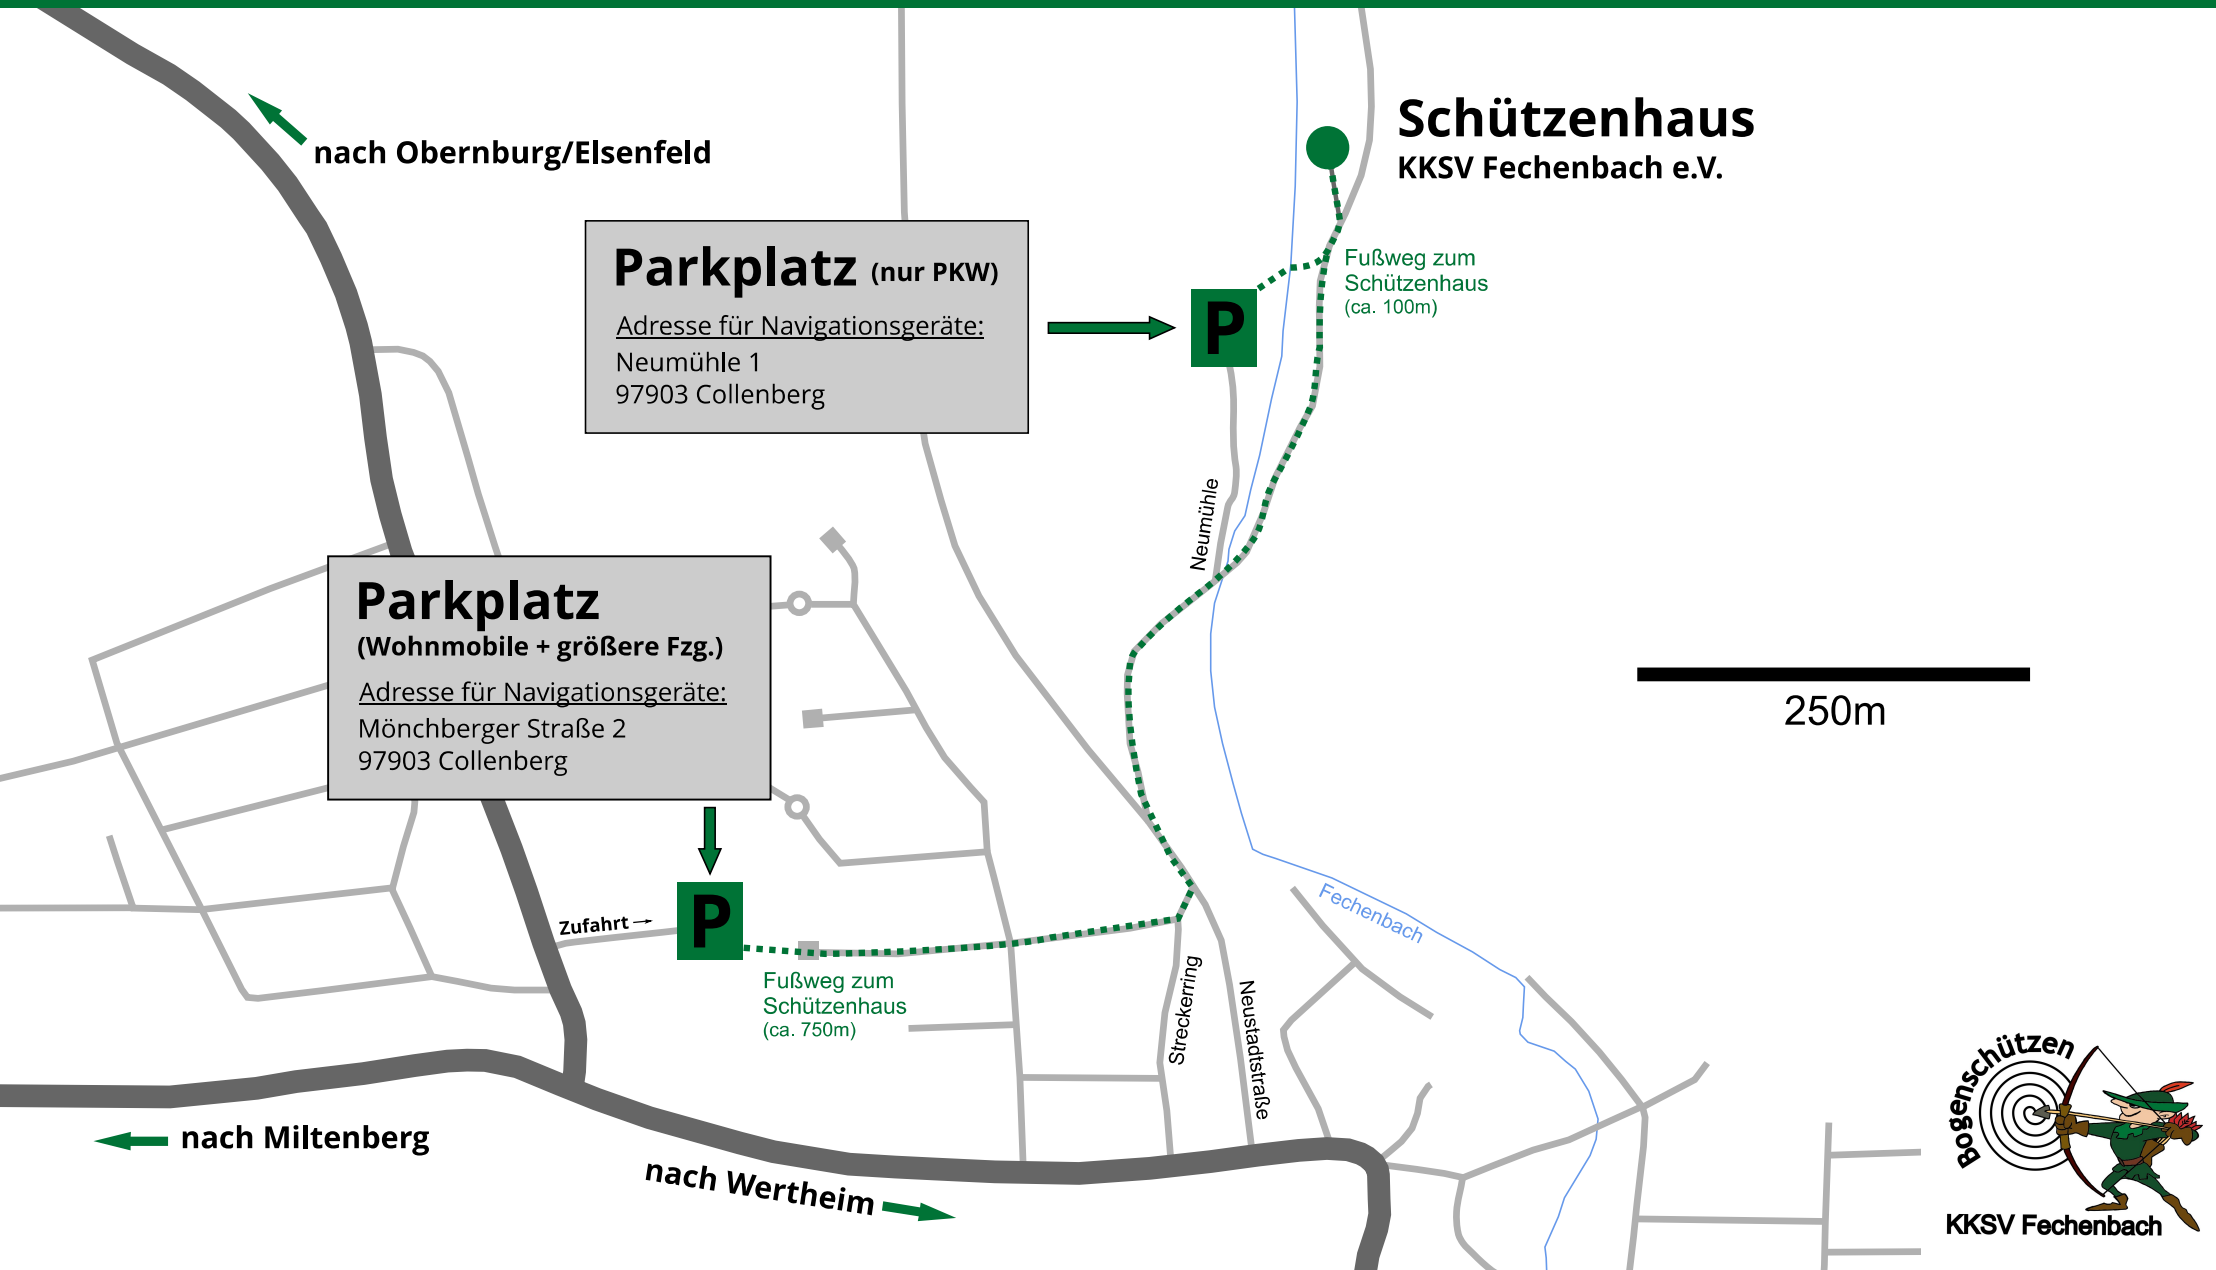 nach Obernburg/Elsenfeld
Schützenhaus
KKSV Fechenbach e.V.
Parkplatz (nur PKW)
Adresse für Navigationsgeräte:
Neumühle 1
97903 Collenberg
P
Fußweg zum
Schützenhaus
(ca. 100m)
Neumühle
Parkplatz
(Wohnmobile + größere Fzg.)
Adresse für Navigationsgeräte:
Mönchberger Straße 2
97903 Collenberg
250m
Zufahrt →
P
Fußweg zum
Schützenhaus
(ca. 750m)
Fechenbach
Streckerring
Neustadtstraße
nach Miltenberg
nach Wertheim
Bogenschützen
KKSV Fechenbach